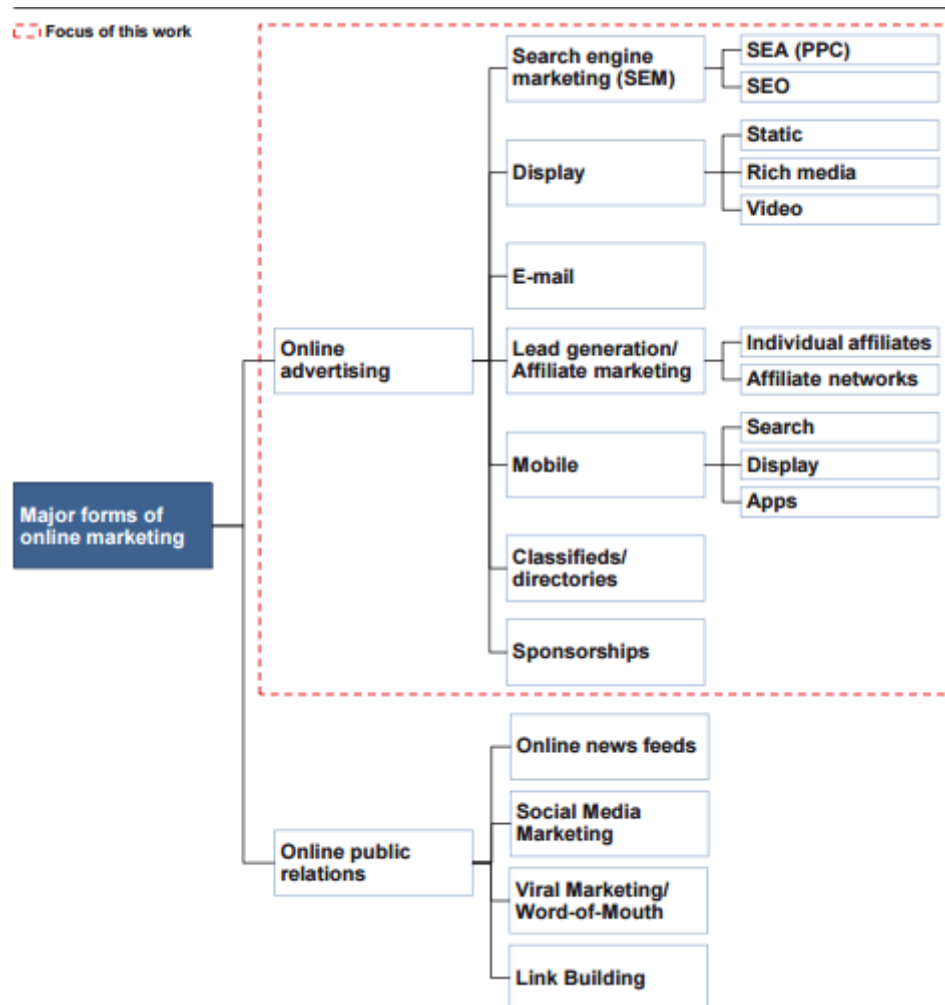 Focus of this work
Search engine
marketing (SEM)
SEA (PPC)
SEO
Display
Static
Rich media
Video
E-mail
Online
advertising
Lead generation/
Affiliate marketing
Individual affiliates
Affiliate networks
Mobile
Search
Display
Apps
Major forms of
online marketing
Classifieds/
directories
Sponsorships
Online news feeds
Social Media
Marketing
Online public
relations
Viral Marketing/
Word-of-Mouth
Link Building